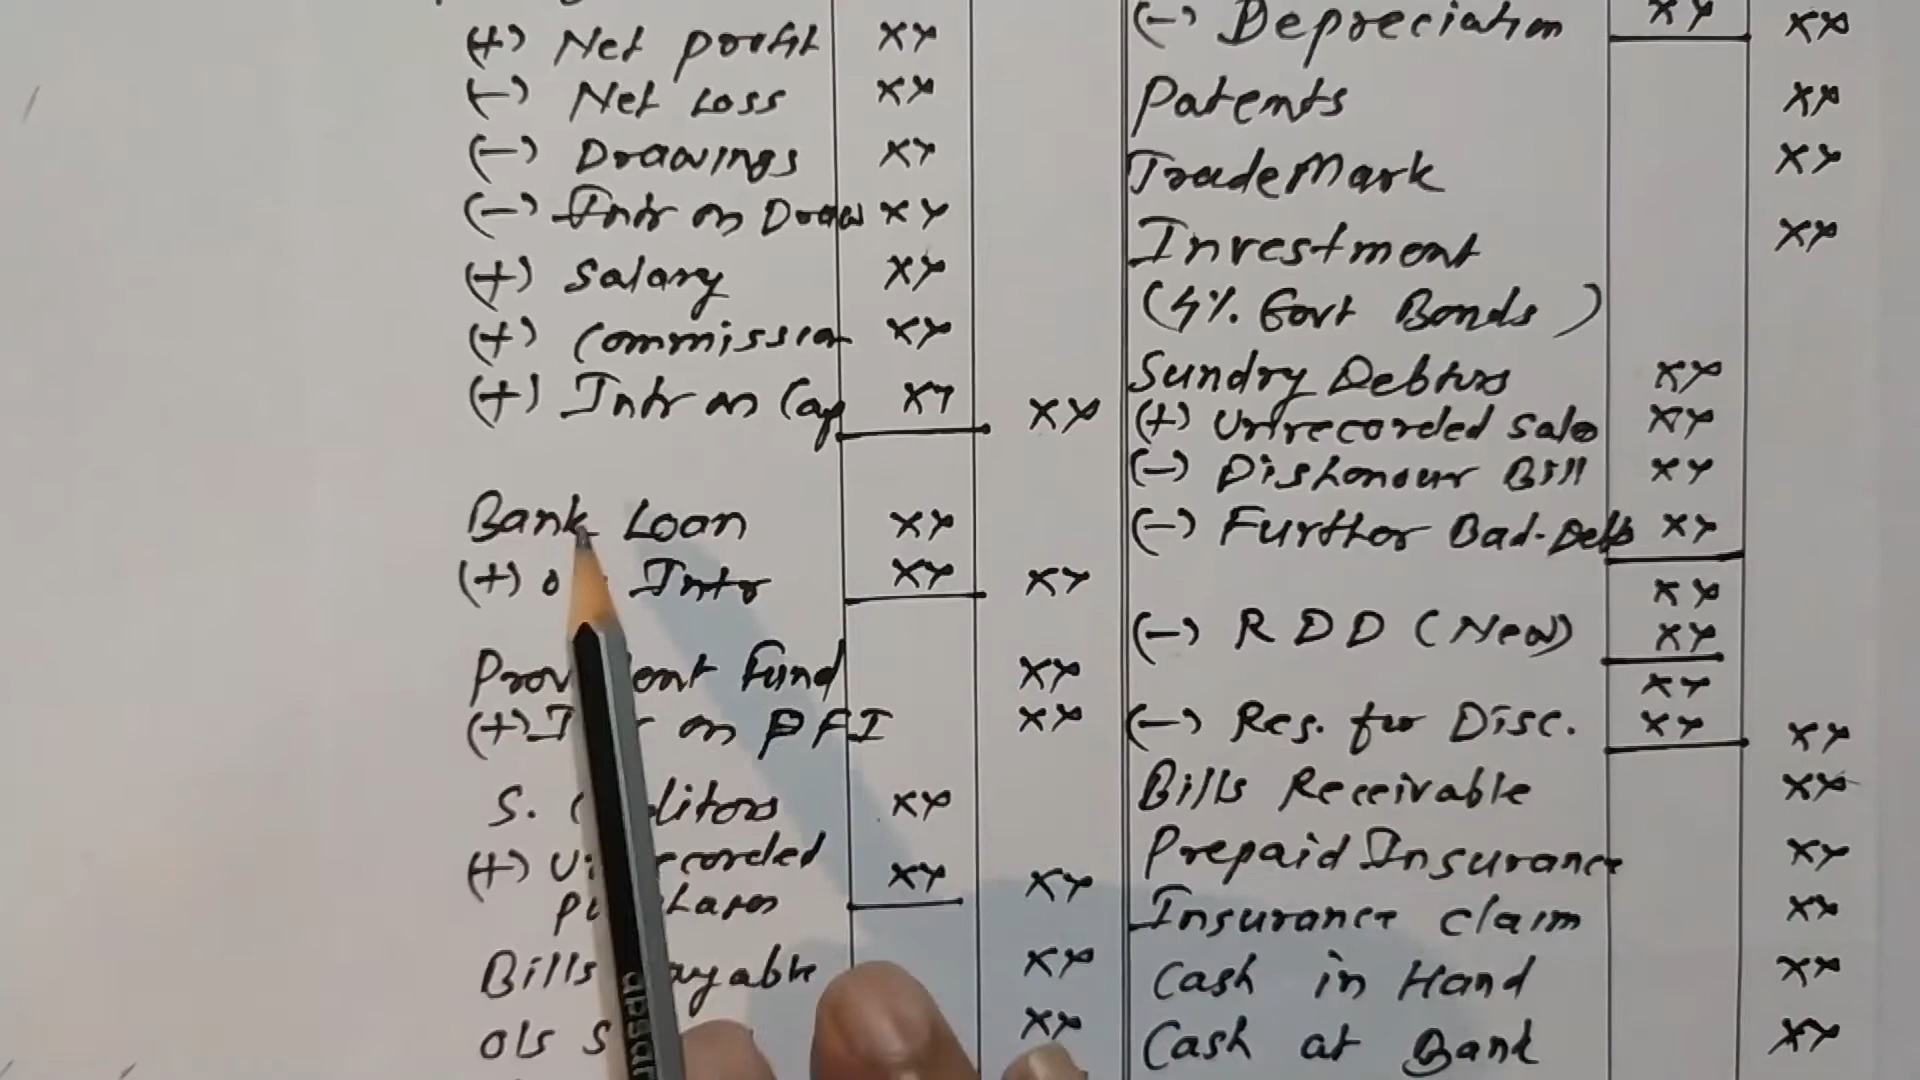 (+) Net profit XX
(-) Net Loss XX
(-) Drawings XX
(-) Intr on Draw XX
(+) Salary XX
(+) Commission XX
(+) Intr on Cap XX XX
Bank Loan XX
(+) Intr XX XX
Fund XX
(+) on PFI XX
S. XX
(+) XX XX
Bills XX
O/s XX
(-) Depreciation XX XX
Patents XX
TradeMark XX
Investment XX
(4% Govt Bonds)
Sundry Debtors XX
(+) Unrecorded Sales XX
(-) Dishonour Bill XX
(-) Further Bad-Debts XX
XX
(-) R D D (New) XX
XX
(-) Res. for Disc. XX XX
Bills Receivable XX
Prepaid Insurance XX
Insurance claim XX
Cash in Hand XX
Cash at Bank XX
apsara